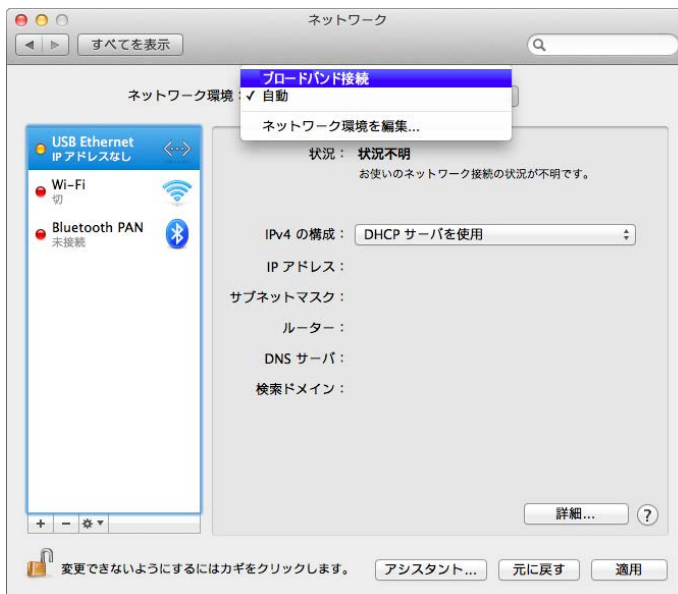 ネットワーク
すべてを表示
ブロードバンド接続
ネットワーク環境：✓ 自動
ネットワーク環境を編集...
USB Ethernet
IP アドレスなし
Wi-Fi
切
Bluetooth PAN
未接続
状況： 状況不明
お使いのネットワーク接続の状況が不明です。
IPv4 の構成： DHCP サーバを使用
IP アドレス：
サブネットマスク：
ルーター：
DNS サーバ：
検索ドメイン：
詳細... ?
+ −
変更できないようにするにはカギをクリックします。
アシスタント... 元に戻す 適用